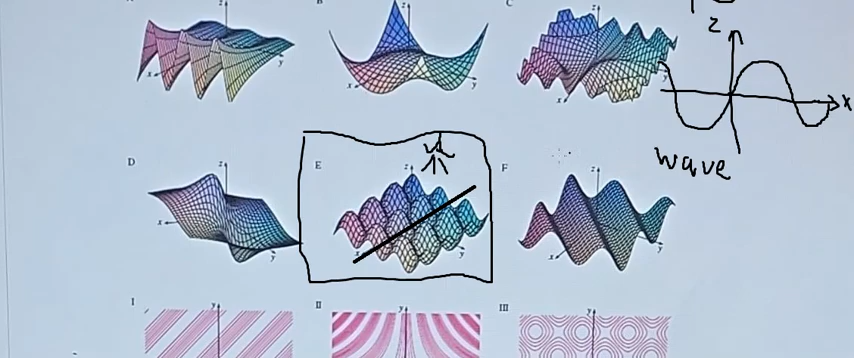 A z y x
B z y x
C z y x
z
x
wave
D z y x
E z y x
F z y x
I y
II y
III y